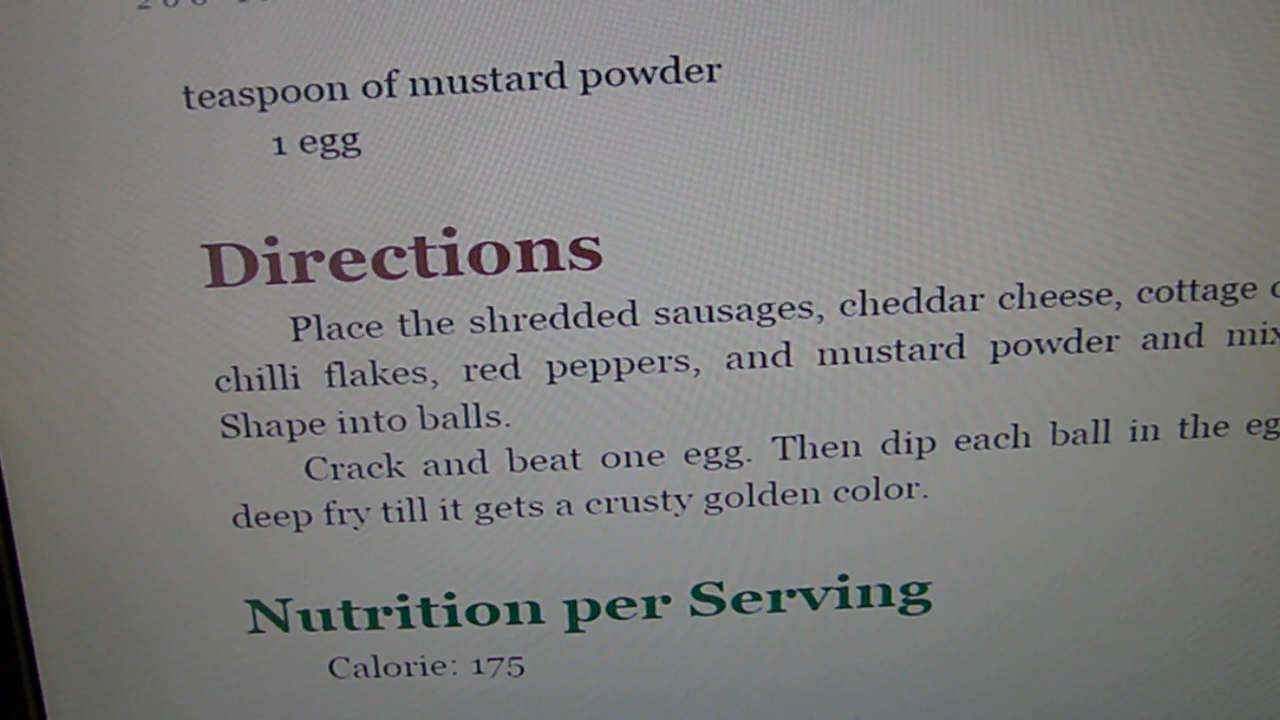 teaspoon of mustard powder
1 egg
Directions
Place the shredded sausages, cheddar cheese, cottage
chilli flakes, red peppers, and mustard powder and
Shape into balls.
Crack and beat one egg. Then dip each ball in the
deep fry till it gets a crusty golden color.
Nutrition per Serving
Calorie: 175